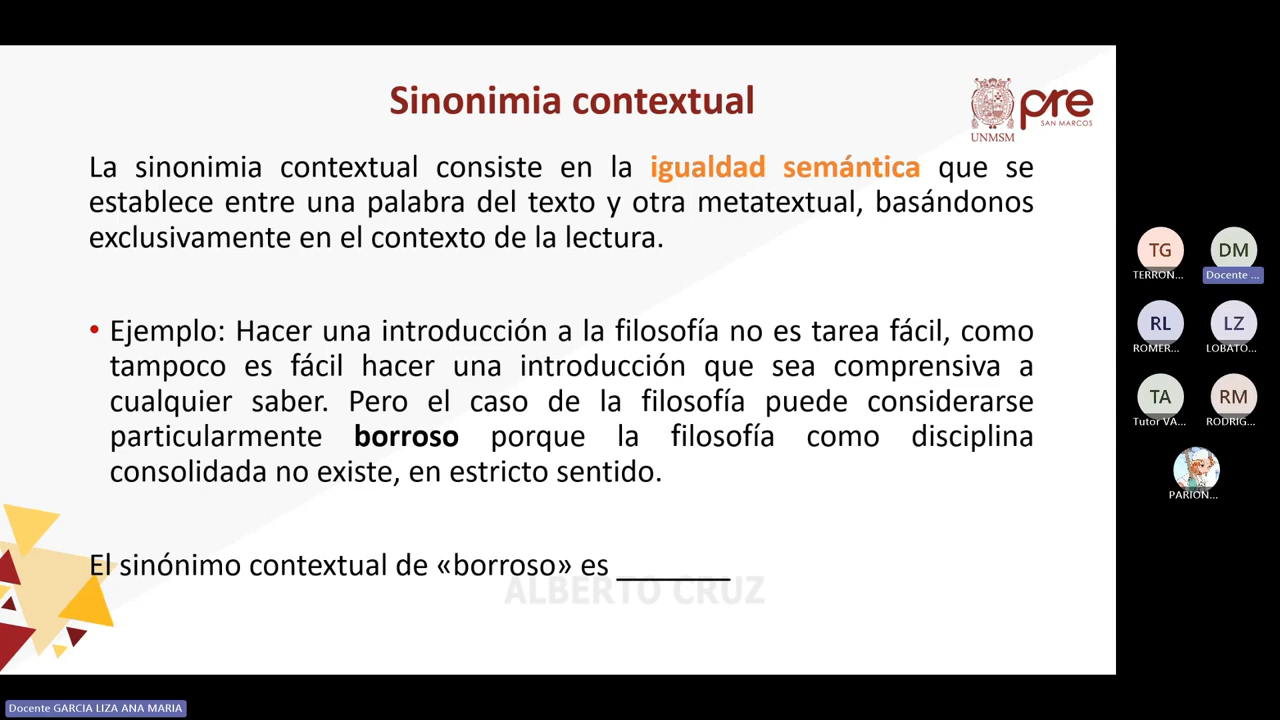 Sinonimia contextual
UNMSM
pre
SAN MARCOS
La sinonimia contextual consiste en la igualdad semántica que se
establece entre una palabra del texto y otra metatextual, basándonos
exclusivamente en el contexto de la lectura.
• Ejemplo: Hacer una introducción a la filosofía no es tarea fácil, como
tampoco es fácil hacer una introducción que sea comprensiva a
cualquier saber. Pero el caso de la filosofía puede considerarse
particularmente borroso porque la filosofía como disciplina
consolidada no existe, en estricto sentido.
El sinónimo contextual de «borroso» es ________
ALBERTO CRUZ
TG
DM
TERRON...
Docente ...
RL
LZ
ROMER...
LOBATO...
TA
RM
Tutor VA...
RODRIG...
PARION...
Docente GARCIA LIZA ANA MARIA